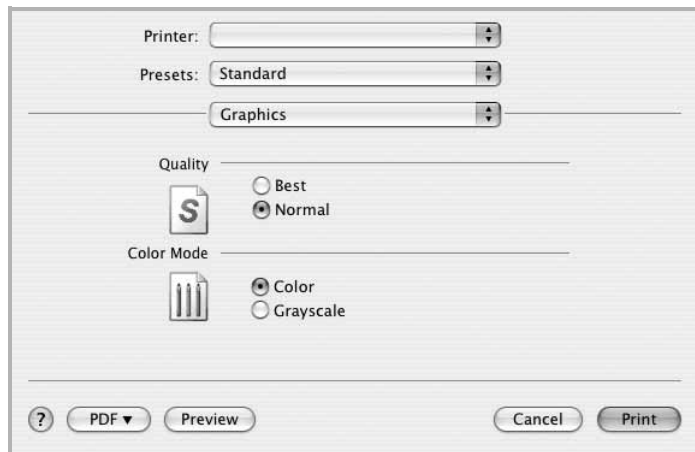 Printer:
Presets: Standard
Graphics
Quality
Best
S
Normal
Color Mode
Color
Grayscale
? PDF ▼ Preview Cancel Print